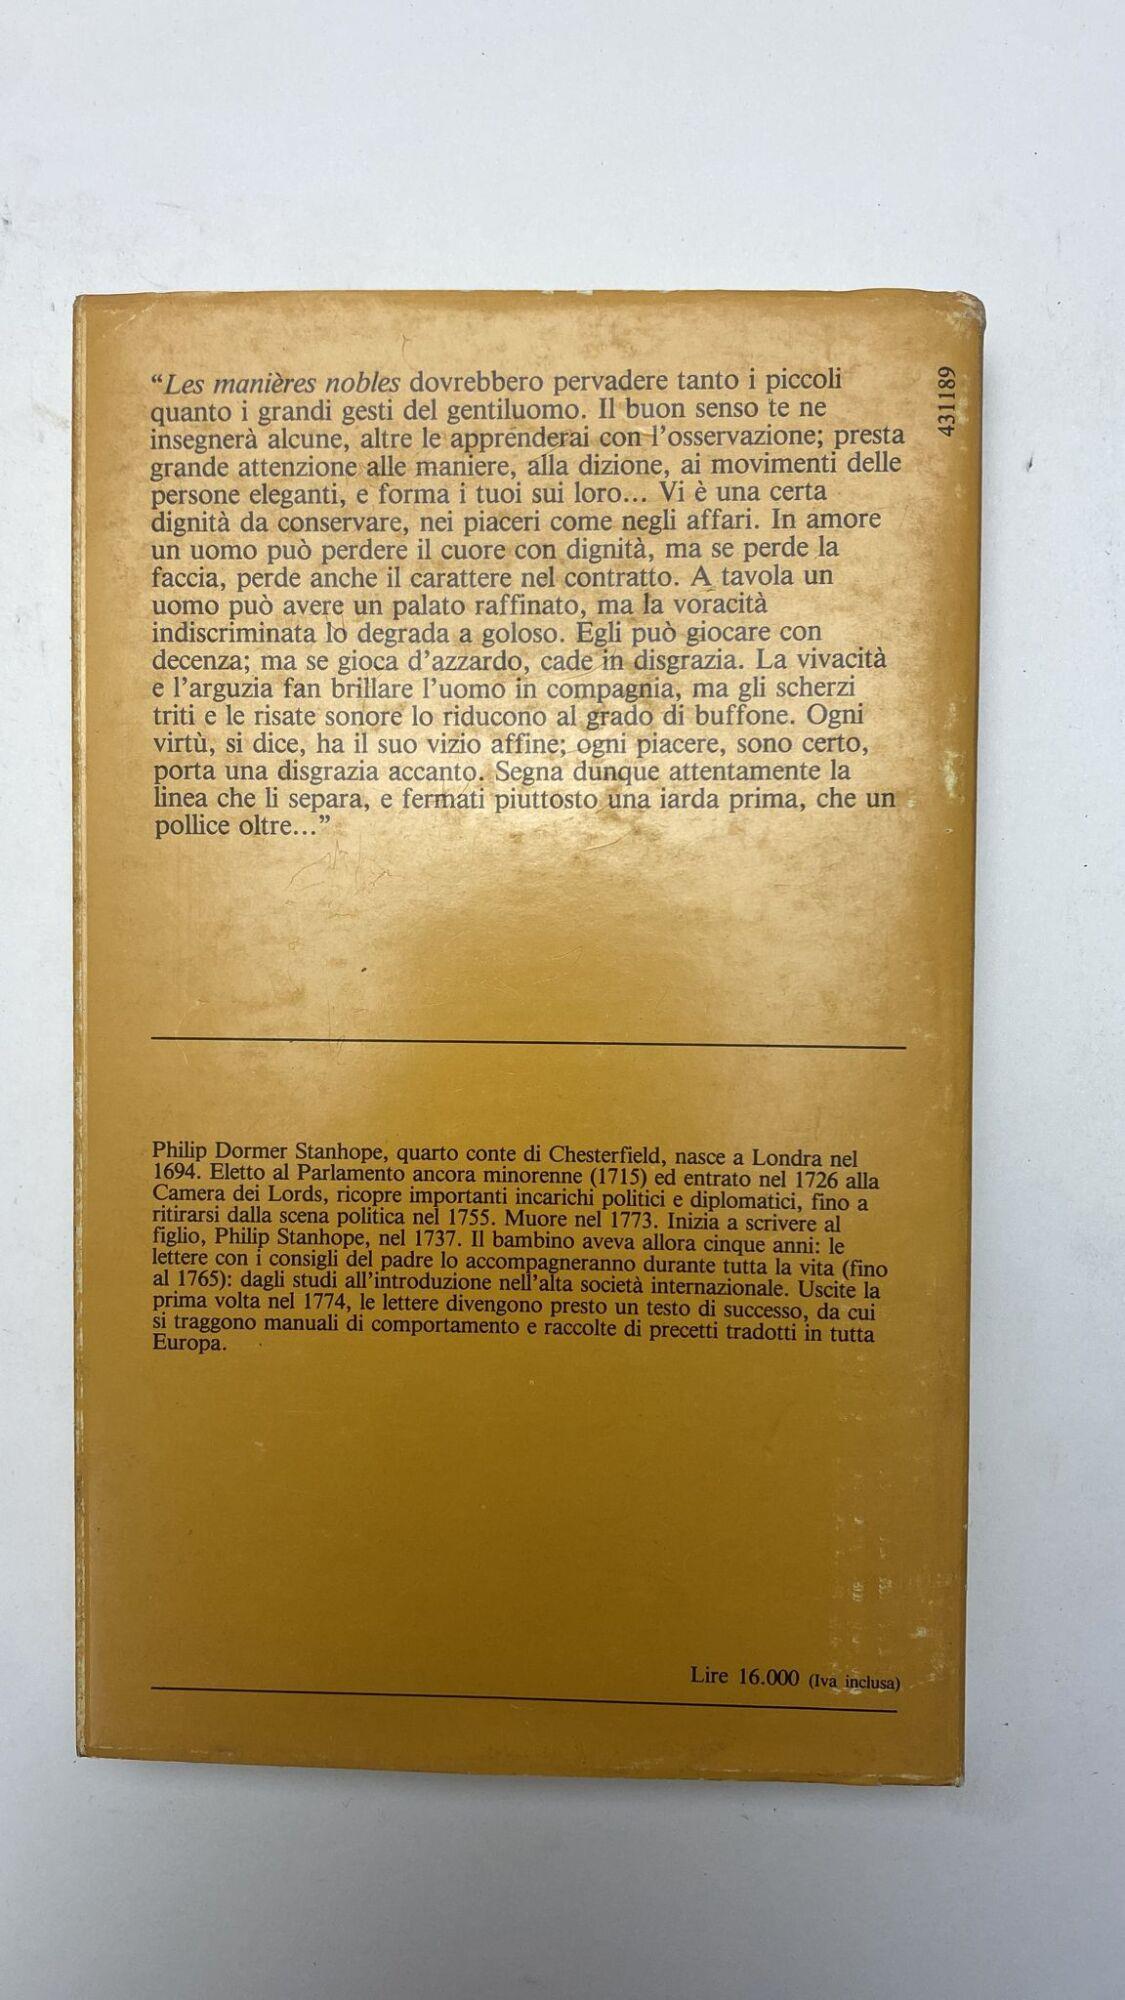 “Les manières nobles dovrebbero pervadere tanto i piccoli
quanto i grandi gesti del gentiluomo. Il buon senso te ne
insegnerà alcune, altre le apprenderai con l’osservazione; presta
grande attenzione alle maniere, alla dizione, ai movimenti delle
persone eleganti, e forma i tuoi sui loro... Vi è una certa
dignità da conservare, nei piaceri come negli affari. In amore
un uomo può perdere il cuore con dignità, ma se perde la
faccia, perde anche il carattere nel contratto. A tavola un
uomo può avere un palato raffinato, ma la voracità
indiscriminata lo degrada a goloso. Egli può giocare con
decenza; ma se gioca d’azzardo, cade in disgrazia. La vivacità
e l’arguzia fan brillare l’uomo in compagnia, ma gli scherzi
triti e le risate sonore lo riducono al grado di buffone. Ogni
virtù, si dice, ha il suo vizio affine; ogni piacere, sono certo,
porta una disgrazia accanto. Segna dunque attentamente la
linea che li separa, e fermati piuttosto una iarda prima, che un
pollice oltre...”
431189
Philip Dormer Stanhope, quarto conte di Chesterfield, nasce a Londra nel
1694. Eletto al Parlamento ancora minorenne (1715) ed entrato nel 1726 alla
Camera dei Lords, ricopre importanti incarichi politici e diplomatici, fino a
ritirarsi dalla scena politica nel 1755. Muore nel 1773. Inizia a scrivere al
figlio, Philip Stanhope, nel 1737. Il bambino aveva allora cinque anni: le
lettere con i consigli del padre lo accompagneranno durante tutta la vita (fino
al 1765): dagli studi all’introduzione nell’alta società internazionale. Uscite la
prima volta nel 1774, le lettere divengono presto un testo di successo, da cui
si traggono manuali di comportamento e raccolte di precetti tradotti in tutta
Europa.
Lire 16.000 (Iva inclusa)